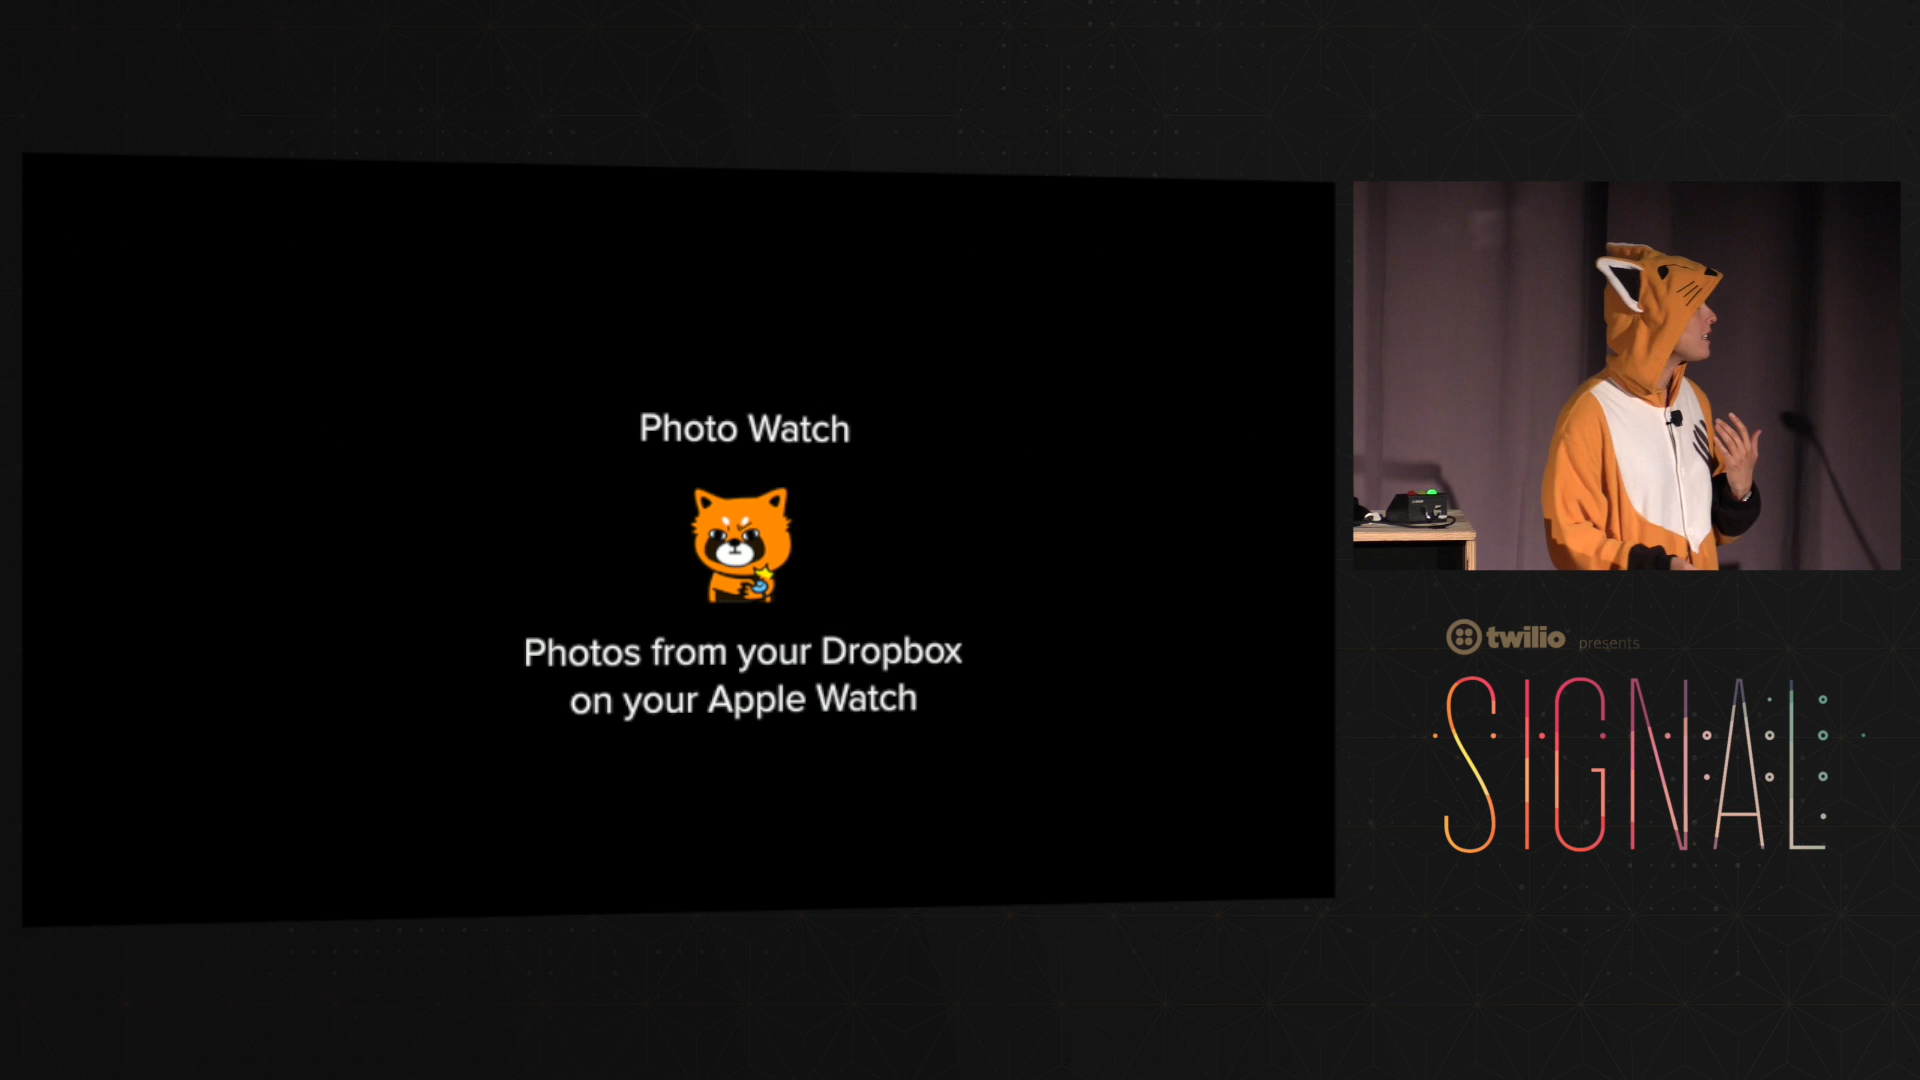 Photo Watch
Photos from your Dropbox
on your Apple Watch
twilio presents
SIGNAL